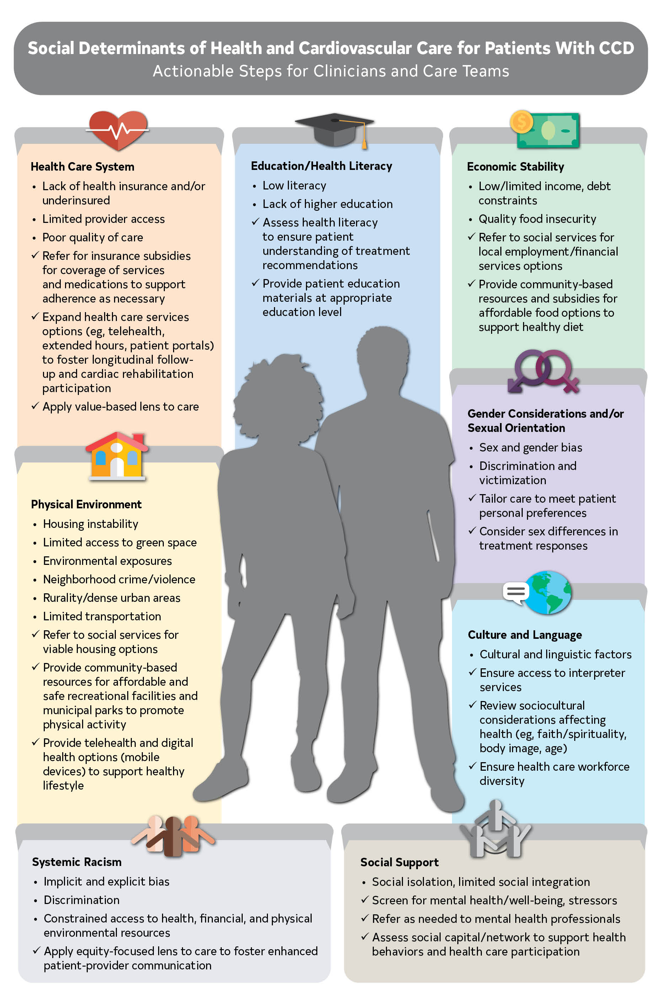 Social Determinants of Health and Cardiovascular Care for Patients With CCD
Actionable Steps for Clinicians and Care Teams
Health Care System
• Lack of health insurance and/or
underinsured
• Limited provider access
• Poor quality of care
✓ Refer for insurance subsidies
for coverage of services
and medications to support
adherence as necessary
✓ Expand health care services
options (eg, telehealth,
extended hours, patient portals)
to foster longitudinal follow-
up and cardiac rehabilitation
participation
✓ Apply value-based lens to care
Education/Health Literacy
• Low literacy
• Lack of higher education
✓ Assess health literacy
to ensure patient
understanding of treatment
recommendations
✓ Provide patient education
materials at appropriate
education level
$
Economic Stability
• Low/limited income, debt
constraints
• Quality food insecurity
✓ Refer to social services for
local employment/financial
services options
✓ Provide community-based
resources and subsidies for
affordable food options to
support healthy diet
Gender Considerations and/or
Sexual Orientation
• Sex and gender bias
• Discrimination and
victimization
✓ Tailor care to meet patient
personal preferences
✓ Consider sex differences in
treatment responses
Physical Environment
• Housing instability
• Limited access to green space
• Environmental exposures
• Neighborhood crime/violence
• Rurality/dense urban areas
• Limited transportation
✓ Refer to social services for
viable housing options
✓ Provide community-based
resources for affordable and
safe recreational facilities and
municipal parks to promote
physical activity
✓ Provide telehealth and digital
health options (mobile
devices) to support healthy
lifestyle
Culture and Language
• Cultural and linguistic factors
✓ Ensure access to interpreter
services
✓ Review sociocultural
considerations affecting
health (eg, faith/spirituality,
body image, age)
✓ Ensure health care workforce
diversity
Systemic Racism
• Implicit and explicit bias
• Discrimination
• Constrained access to health, financial, and physical
environmental resources
✓ Apply equity-focused lens to care to foster enhanced
patient-provider communication
Social Support
• Social isolation, limited social integration
✓ Screen for mental health/well-being, stressors
✓ Refer as needed to mental health professionals
✓ Assess social capital/network to support health
behaviors and health care participation